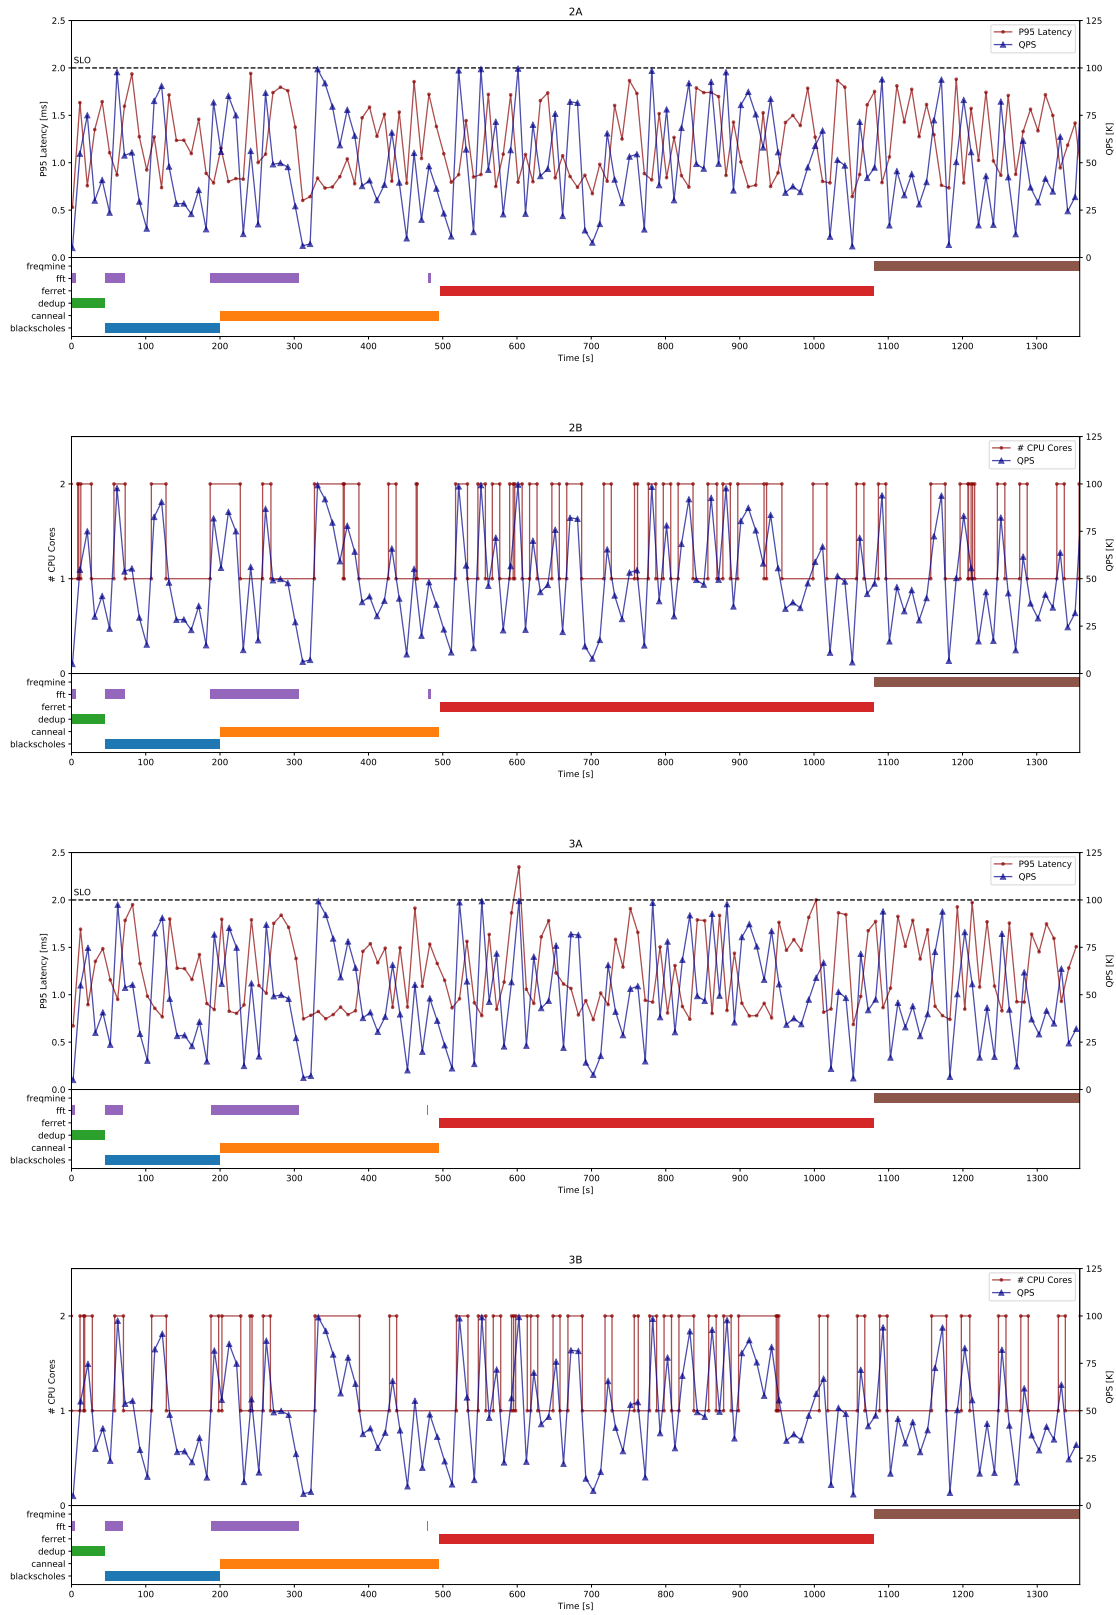 2A
2.5
2.0
1.5
1.0
0.5
0.0
P95 Latency [ms]
SLO
P95 Latency
QPS
125
100
75
50
25
0
QPS [K]
freqmine
fft
ferret
dedup
canneal
blackscholes
0 100 200 300 400 500 600 700 800 900 1000 1100 1200 1300
Time [s]
2B
2
1
0
# CPU Cores
# CPU Cores
QPS
125
100
75
50
25
0
QPS [K]
freqmine
fft
ferret
dedup
canneal
blackscholes
0 100 200 300 400 500 600 700 800 900 1000 1100 1200 1300
Time [s]
3A
2.5
2.0
1.5
1.0
0.5
0.0
P95 Latency [ms]
SLO
P95 Latency
QPS
125
100
75
50
25
0
QPS [K]
freqmine
fft
ferret
dedup
canneal
blackscholes
0 100 200 300 400 500 600 700 800 900 1000 1100 1200 1300
Time [s]
3B
2
1
0
# CPU Cores
# CPU Cores
QPS
125
100
75
50
25
0
QPS [K]
freqmine
fft
ferret
dedup
canneal
blackscholes
0 100 200 300 400 500 600 700 800 900 1000 1100 1200 1300
Time [s]